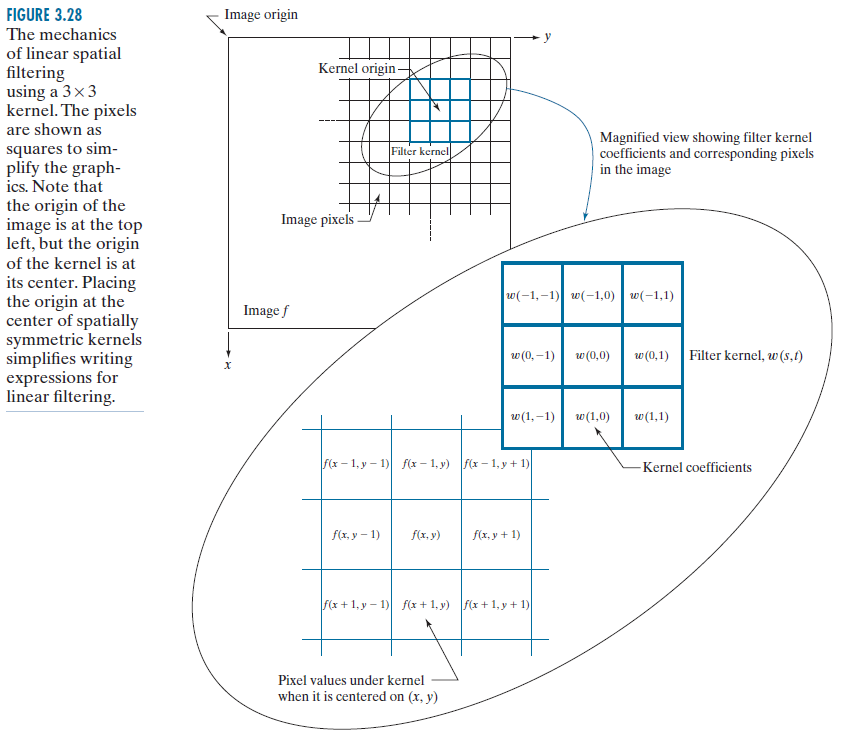 FIGURE 3.28
The mechanics
of linear spatial
filtering
using a 3 × 3
kernel. The pixels
are shown as
squares to sim-
plify the graph-
ics. Note that
the origin of the
image is at the top
left, but the origin
of the kernel is at
its center. Placing
the origin at the
center of spatially
symmetric kernels
simplifies writing
expressions for
linear filtering.
Image origin
y
Kernel origin
Filter kernel
Image pixels
Image f
x
Magnified view showing filter kernel
coefficients and corresponding pixels
in the image
w(−1,−1) w(−1,0) w(−1,1)
w(0,−1) w(0,0) w(0,1) Filter kernel, w(s,t)
w(1,−1) w(1,0) w(1,1)
Kernel coefficients
f(x − 1, y − 1) f(x − 1, y) f(x − 1, y + 1)
f(x, y − 1) f(x, y) f(x, y + 1)
f(x + 1, y − 1) f(x + 1, y) f(x + 1, y + 1)
Pixel values under kernel
when it is centered on (x, y)